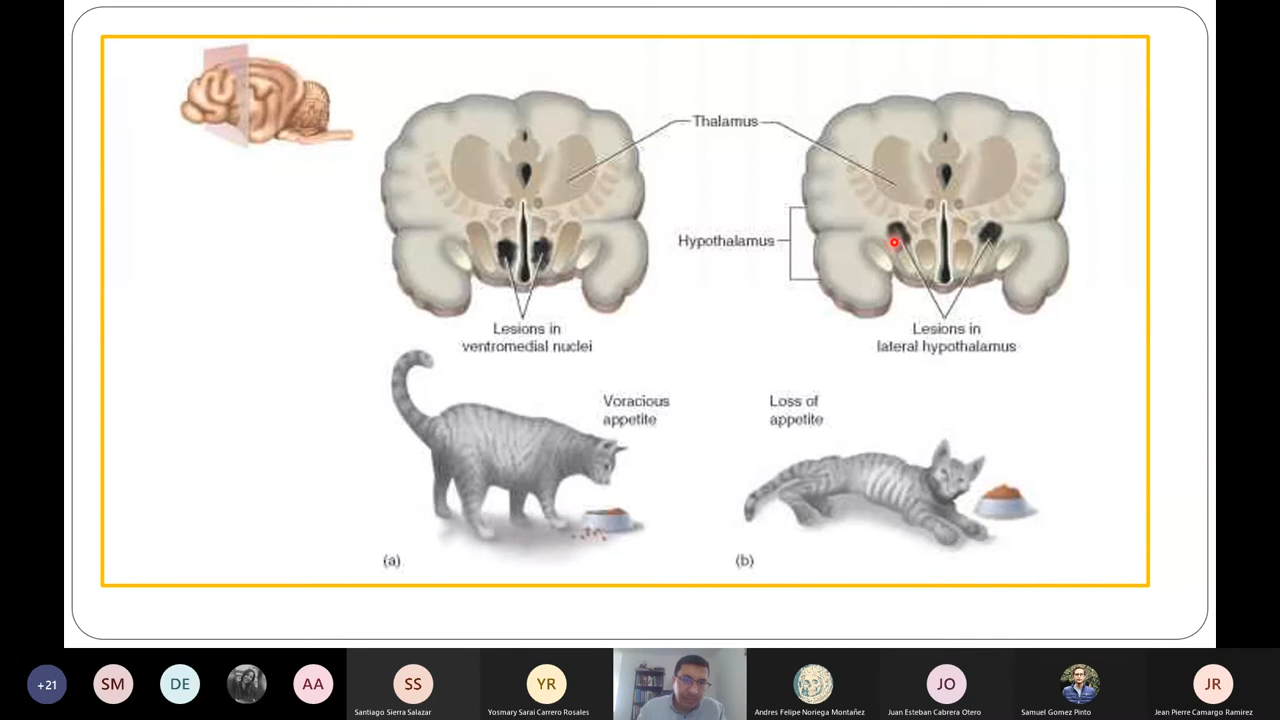 Thalamus
Hypothalamus
Lesions in
ventromedial nuclei
Lesions in
lateral hypothalamus
Voracious
appetite
Loss of
appetite
(a)
(b)
+21
SM
DE
AA
SS
Santiago Sierra Salazar
YR
Yosmary Sarai Carrero Rosales
Andres Felipe Noriega Montañez
JO
Juan Esteban Cabrera Otero
Samuel Gomez Pinto
JR
Jean Pierre Camargo Ramirez